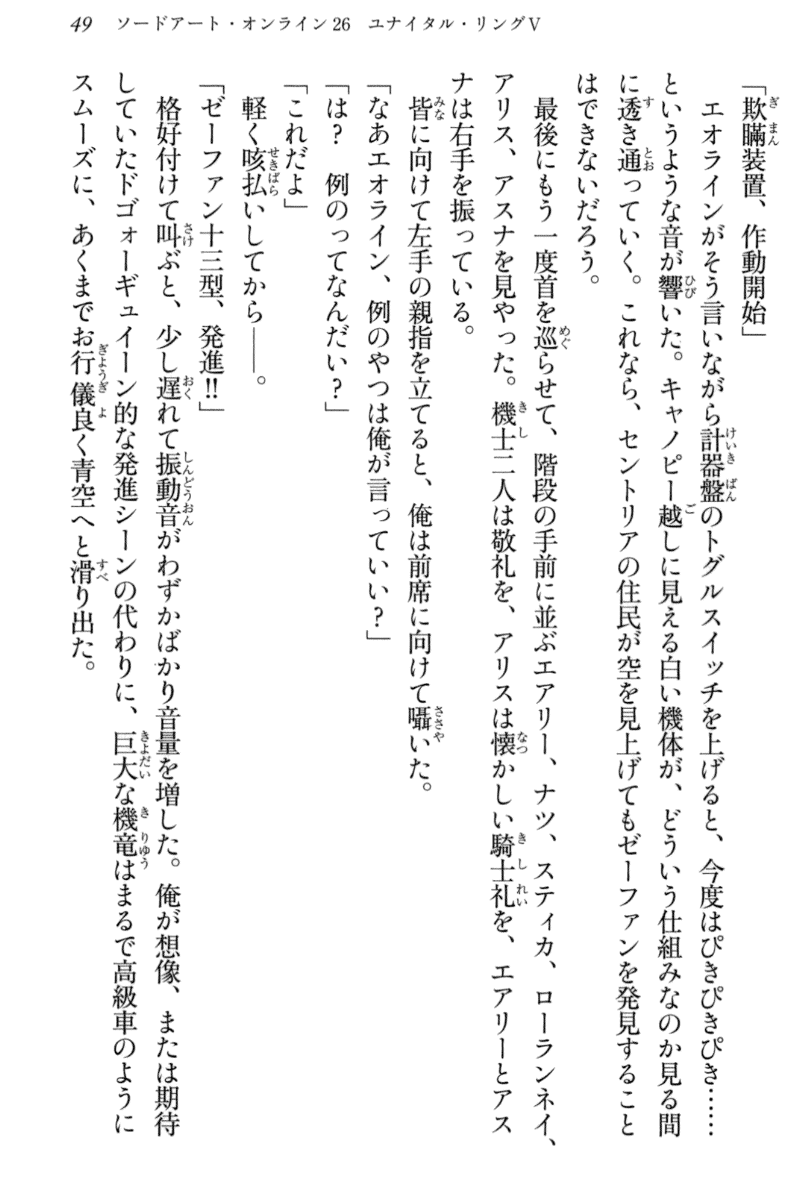 49 ソードアート・オンライン26 ユナイタル・リングⅤ
「欺瞞装置、作動開始」
　エオラインがそう言いながら計器盤のトグルスイッチを上げると、今度はぴきぴきぴき……
というような音が響いた。キャノピー越しに見える白い機体が、どういう仕組みなのか見る間
に透き通っていく。これなら、セントリアの住民が空を見上げてもゼーファンを発見すること
はできないだろう。
　最後にもう一度首を巡らせて、階段の手前に並ぶエアリー、ナツ、スティカ、ローランネイ、
アリス、アスナを見やった。機士二人は敬礼を、アリスは懐かしい騎士礼を、エアリーとアス
ナは右手を振っている。
　皆に向けて左手の親指を立てると、俺は前席に向けて囁いた。
「なあエオライン、例のやつは俺が言っていい？」
「は？　例のってなんだい？」
「これだよ」
　軽く咳払いしてから――。
「ゼーファン十三型、発進‼」
　格好付けて叫ぶと、少し遅れて振動音がわずかばかり音量を増した。俺が想像、または期待
していたドゴォーギュイーン的な発進シーンの代わりに、巨大な機竜はまるで高級車のように
スムーズに、あくまでお行儀良く青空へと滑り出た。